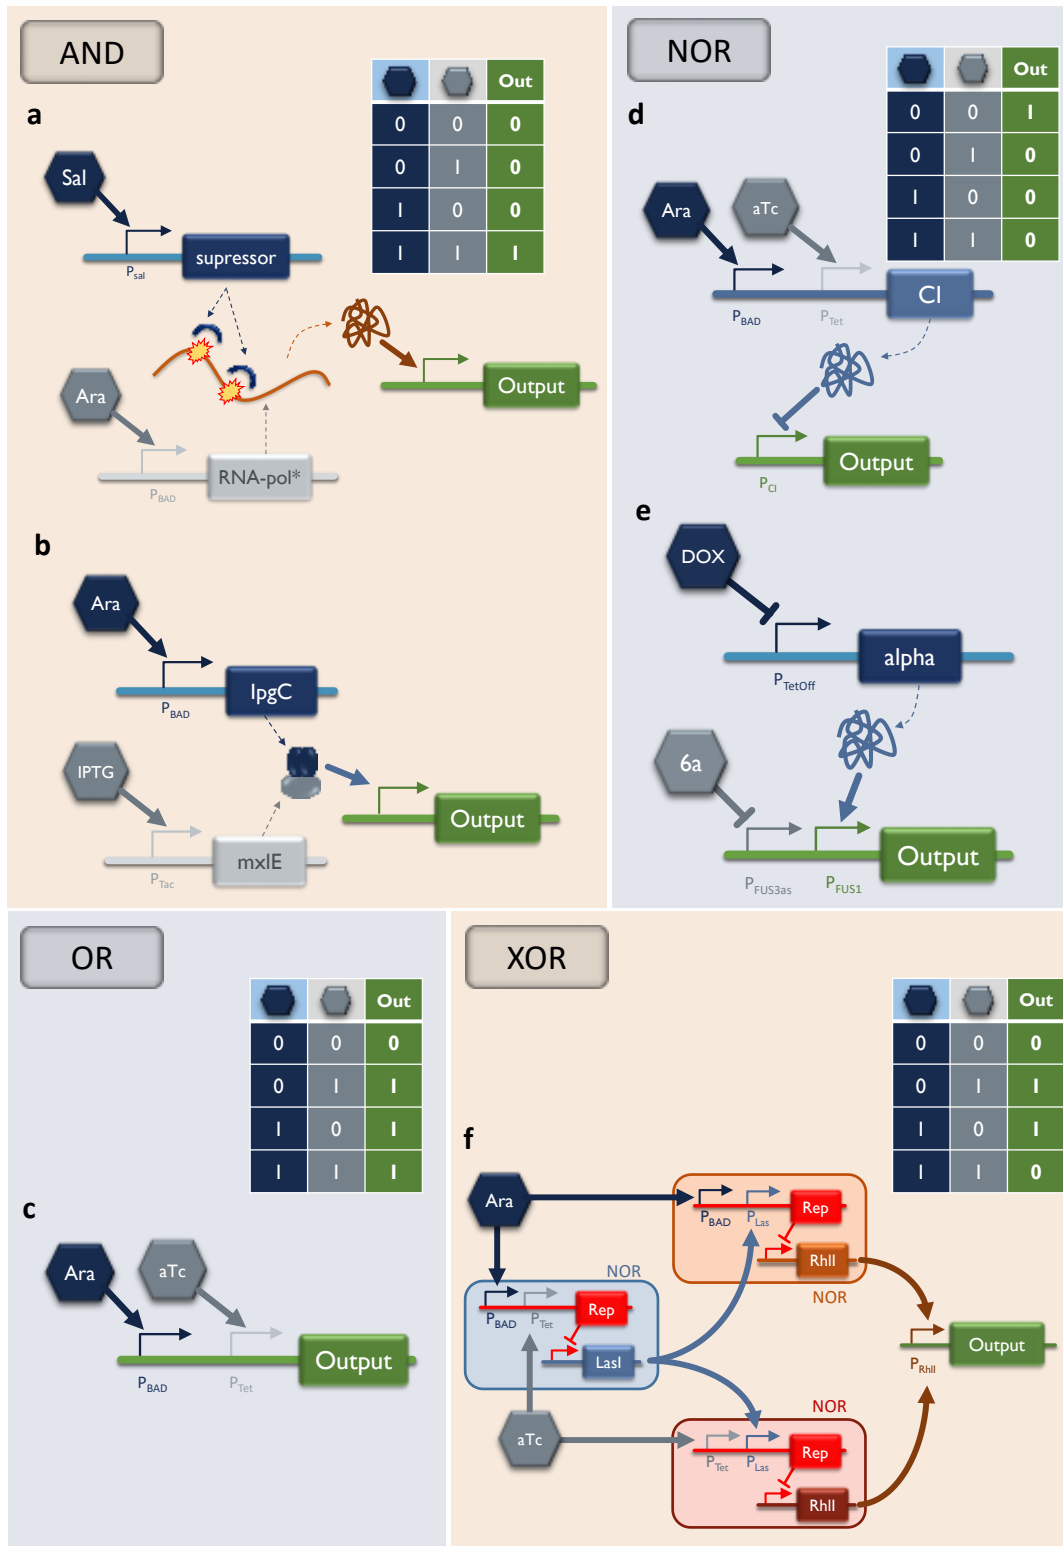 AND
Out
0 0 0
0 1 0
1 0 0
1 1 1
a
Sal
Psal
supressor
Ara
PBAD
RNA-pol*
Output
b
Ara
PBAD
IpgC
IPTG
PTac
mxlE
Output
NOR
Out
0 0 1
0 1 0
1 0 0
1 1 0
d
Ara
aTc
PBAD
PTet
CI
PCI
Output
e
DOX
PTetOff
alpha
6a
PFUS3as
PFUS1
Output
OR
Out
0 0 0
0 1 1
1 0 1
1 1 1
c
Ara
aTc
PBAD
PTet
Output
XOR
Out
0 0 0
0 1 1
1 0 1
1 1 0
f
Ara
PBAD
PLas
Rep
RhlI
NOR
NOR
PBAD
PTet
Rep
LasI
PRhlI
Output
aTc
NOR
PTet
PLas
Rep
RhlI